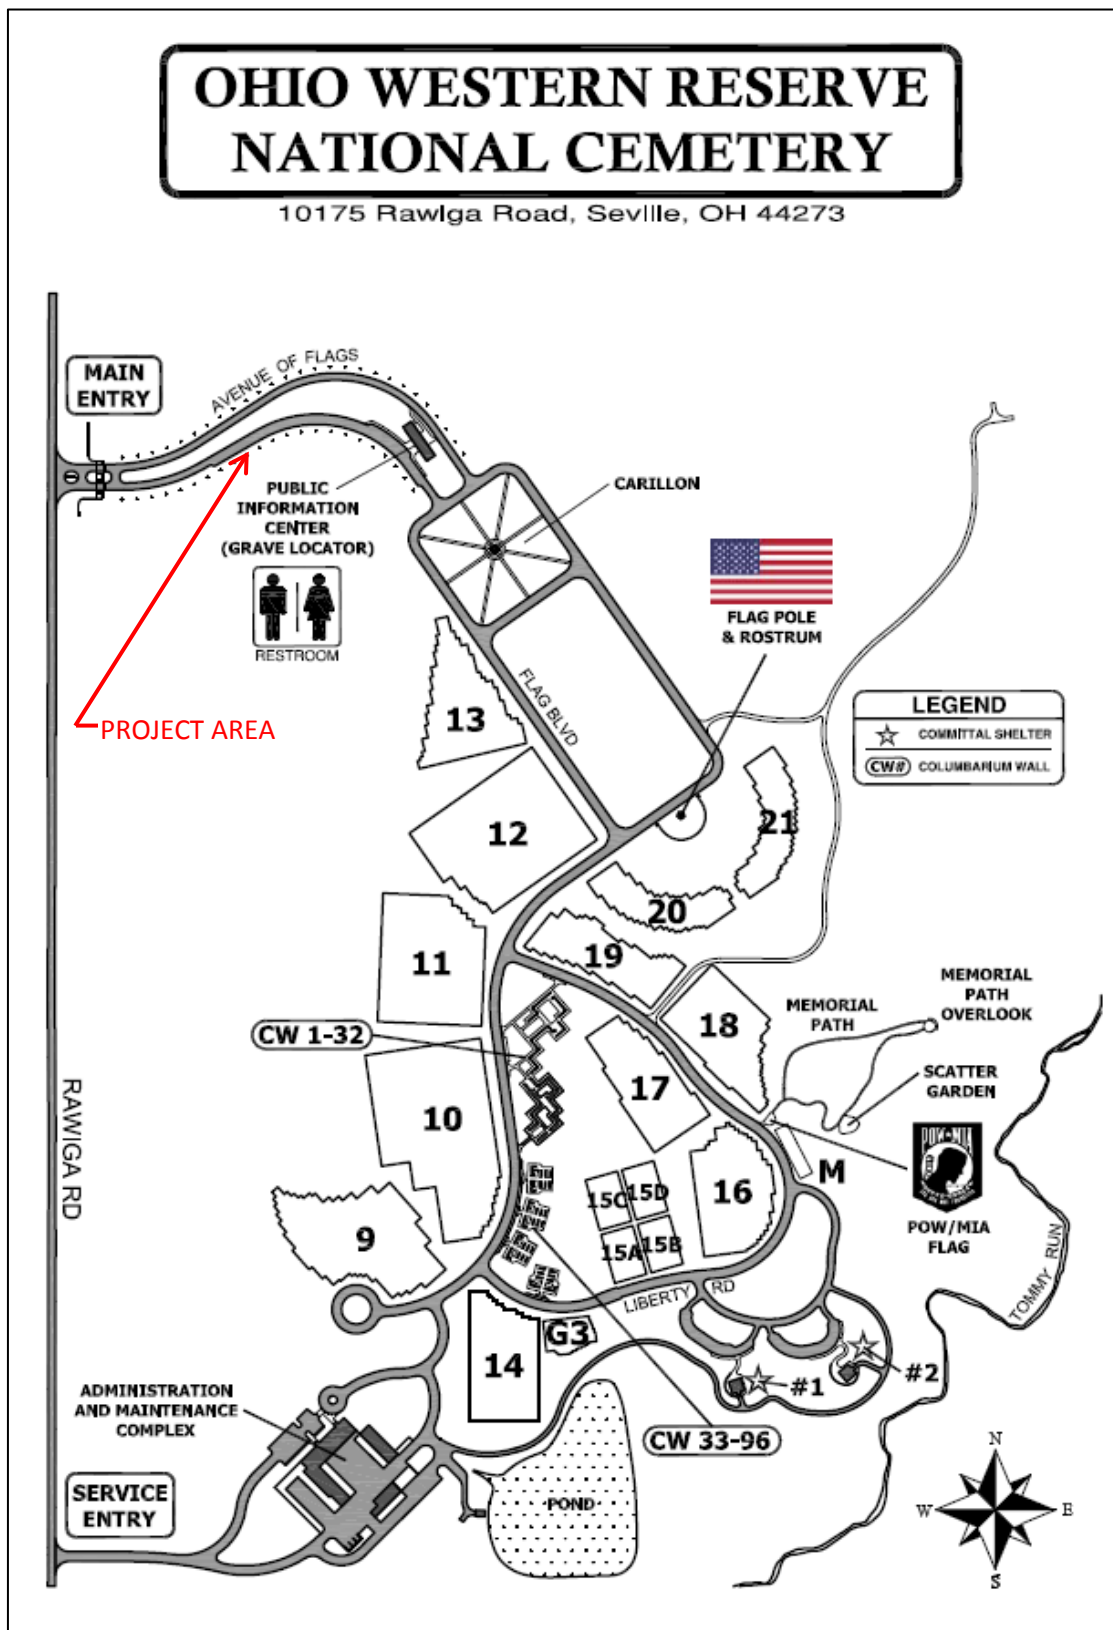 OHIO WESTERN RESERVE
NATIONAL CEMETERY
10175 Rawiga Road, Seville, OH 44273
MAIN
ENTRY
AVENUE OF FLAGS
PUBLIC
INFORMATION
CENTER
(GRAVE LOCATOR)
RESTROOM
CARILLON
FLAG POLE
& ROSTRUM
PROJECT AREA
FLAG BLVD
LEGEND
COMMITTAL SHELTER
CW# COLUMBARIUM WALL
13
12
21
20
19
11
18
CW 1-32
MEMORIAL
PATH
MEMORIAL
PATH
OVERLOOK
SCATTER
GARDEN
17
10
RAWIGA RD
M
POW★MIA
POW/MIA
FLAG
16
15C
15D
15A
15B
9
LIBERTY RD
TOMMY RUN
G3
14
#1
#2
ADMINISTRATION
AND MAINTENANCE
COMPLEX
CW 33-96
SERVICE
ENTRY
POND
N
W
E
S